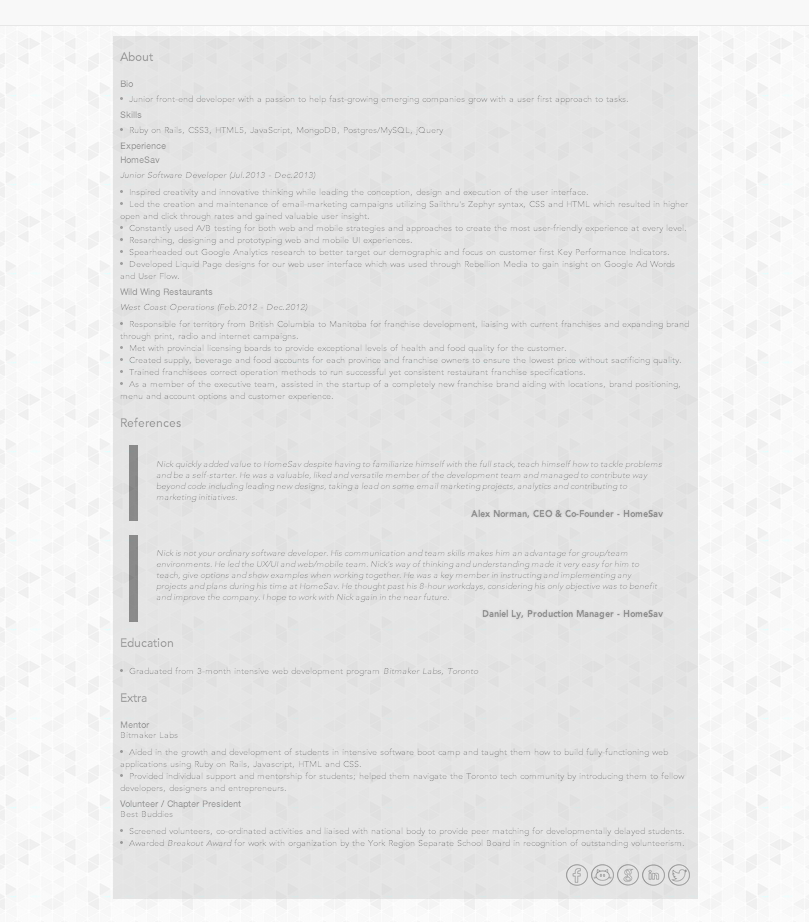 About
Bio
• Junior front-end developer with a passion to help fast-growing emerging companies grow with a user first approach to tasks.
Skills
• Ruby on Rails, CSS3, HTML5, JavaScript, MongoDB, Postgres/MySQL, jQuery
Experience
HomeSav
Junior Software Developer (Jul.2013 - Dec.2013)
• Inspired creativity and innovative thinking while leading the conception, design and execution of the user interface.
• Led the creation and maintenance of email-marketing campaigns utilizing Sailthru's Zephyr syntax, CSS and HTML which resulted in higher
open and click through rates and gained valuable user insight.
• Constantly used A/B testing for both web and mobile strategies and approaches to create the most user-friendly experience at every level.
• Resarching, designing and prototyping web and mobile UI experiences.
• Spearheaded out Google Analytics research to better target our demographic and focus on customer first Key Performance Indicators.
• Developed Liquid Page designs for our web user interface which was used through Rebellion Media to gain insight on Google Ad Words
and User Flow.
Wild Wing Restaurants
West Coast Operations (Feb.2012 - Dec.2012)
• Responsible for territory from British Columbia to Manitoba for franchise development, liaising with current franchises and expanding brand
through print, radio and internet campaigns.
• Met with provincial licensing boards to provide exceptional levels of health and food quality for the customer.
• Created supply, beverage and food accounts for each province and franchise owners to ensure the lowest price without sacrificing quality.
• Trained franchisees correct operation methods to run successful yet consistent restaurant franchise specifications.
• As a member of the executive team, assisted in the startup of a completely new franchise brand aiding with locations, brand positioning,
menu and account options and customer experience.
References
Nick quickly added value to HomeSav despite having to familiarize himself with the full stack, teach himself how to tackle problems
and be a self-starter. He was a valuable, liked and versatile member of the development team and managed to contribute way
beyond code including leading new designs, taking a lead on some email marketing projects, analytics and contributing to
marketing initiatives.
Alex Norman, CEO & Co-Founder - HomeSav
Nick is not your ordinary software developer. His communication and team skills makes him an advantage for group/team
environments. He led the UX/UI and web/mobile team. Nick's way of thinking and understanding made it very easy for him to
teach, give options and show examples when working together. He was a key member in instructing and implementing any
projects and plans during his time at HomeSav. He thought past his 8-hour workdays, considering his only objective was to benefit
and improve the company. I hope to work with Nick again in the near future.
Daniel Ly, Production Manager - HomeSav
Education
• Graduated from 3-month intensive web development program Bitmaker Labs, Toronto
Extra
Mentor
Bitmaker Labs
• Aided in the growth and development of students in intensive software boot camp and taught them how to build fully-functioning web
applications using Ruby on Rails, Javascript, HTML and CSS.
• Provided individual support and mentorship for students; helped them navigate the Toronto tech community by introducing them to fellow
developers, designers and entrepreneurs.
Volunteer / Chapter President
Best Buddies
• Screened volunteers, co-ordinated activities and liaised with national body to provide peer matching for developmentally delayed students.
• Awarded Breakout Award for work with organization by the York Region Separate School Board in recognition of outstanding volunteerism.